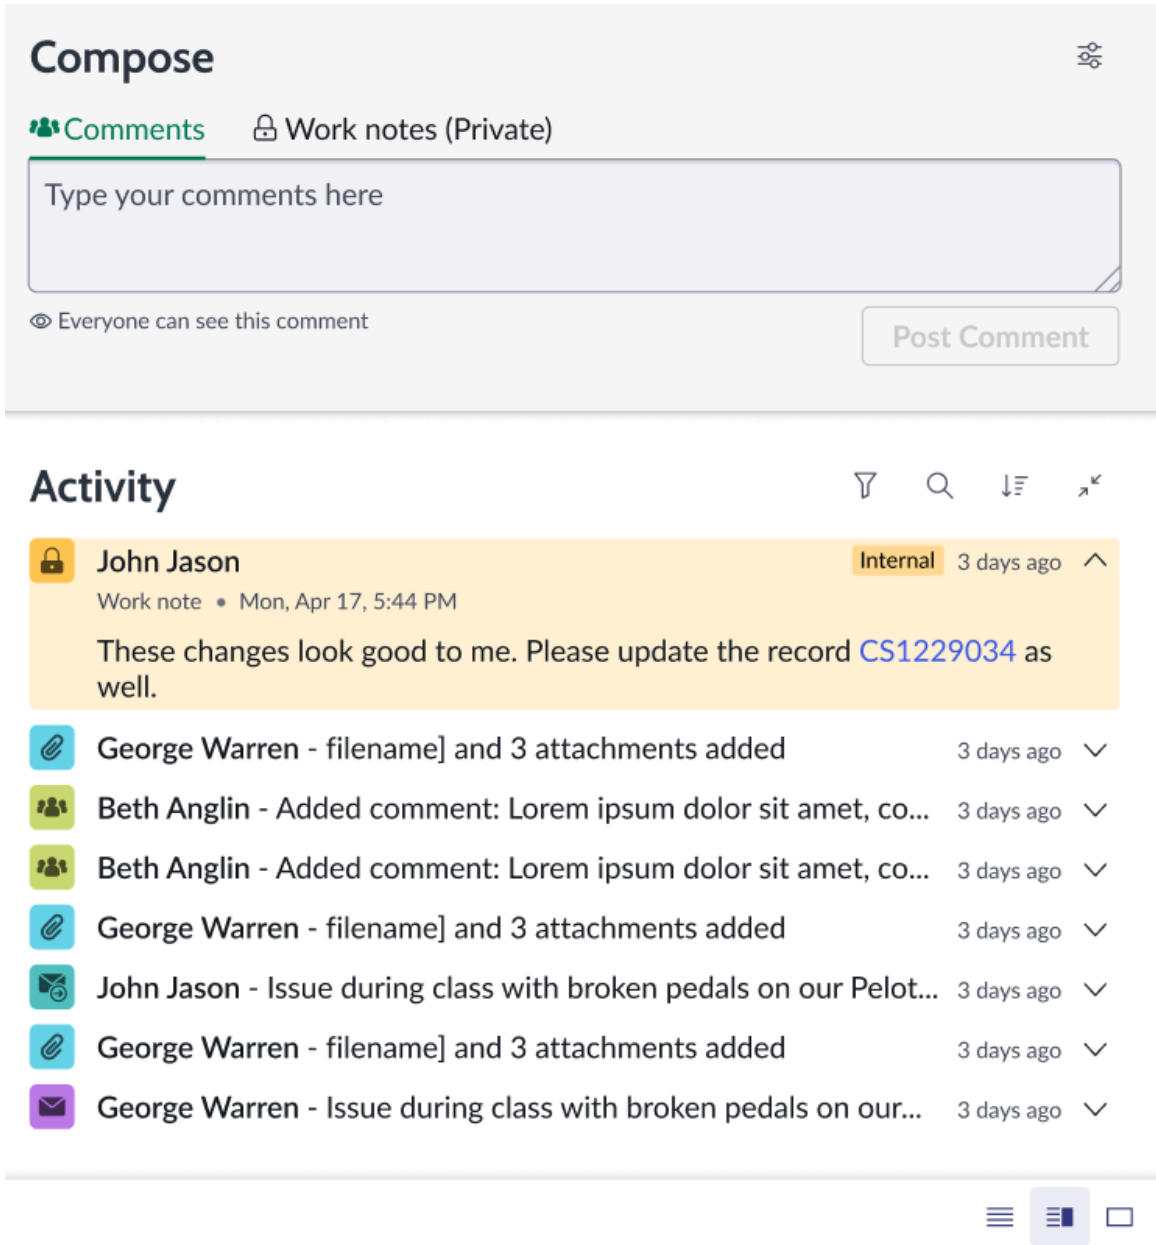 Compose
Comments Work notes (Private)
Type your comments here
Everyone can see this comment
Post Comment
Activity
John Jason Internal 3 days ago
Work note • Mon, Apr 17, 5:44 PM
These changes look good to me. Please update the record CS1229034 as
well.
George Warren - filename] and 3 attachments added 3 days ago
Beth Anglin - Added comment: Lorem ipsum dolor sit amet, co... 3 days ago
Beth Anglin - Added comment: Lorem ipsum dolor sit amet, co... 3 days ago
George Warren - filename] and 3 attachments added 3 days ago
John Jason - Issue during class with broken pedals on our Pelot... 3 days ago
George Warren - filename] and 3 attachments added 3 days ago
George Warren - Issue during class with broken pedals on our... 3 days ago